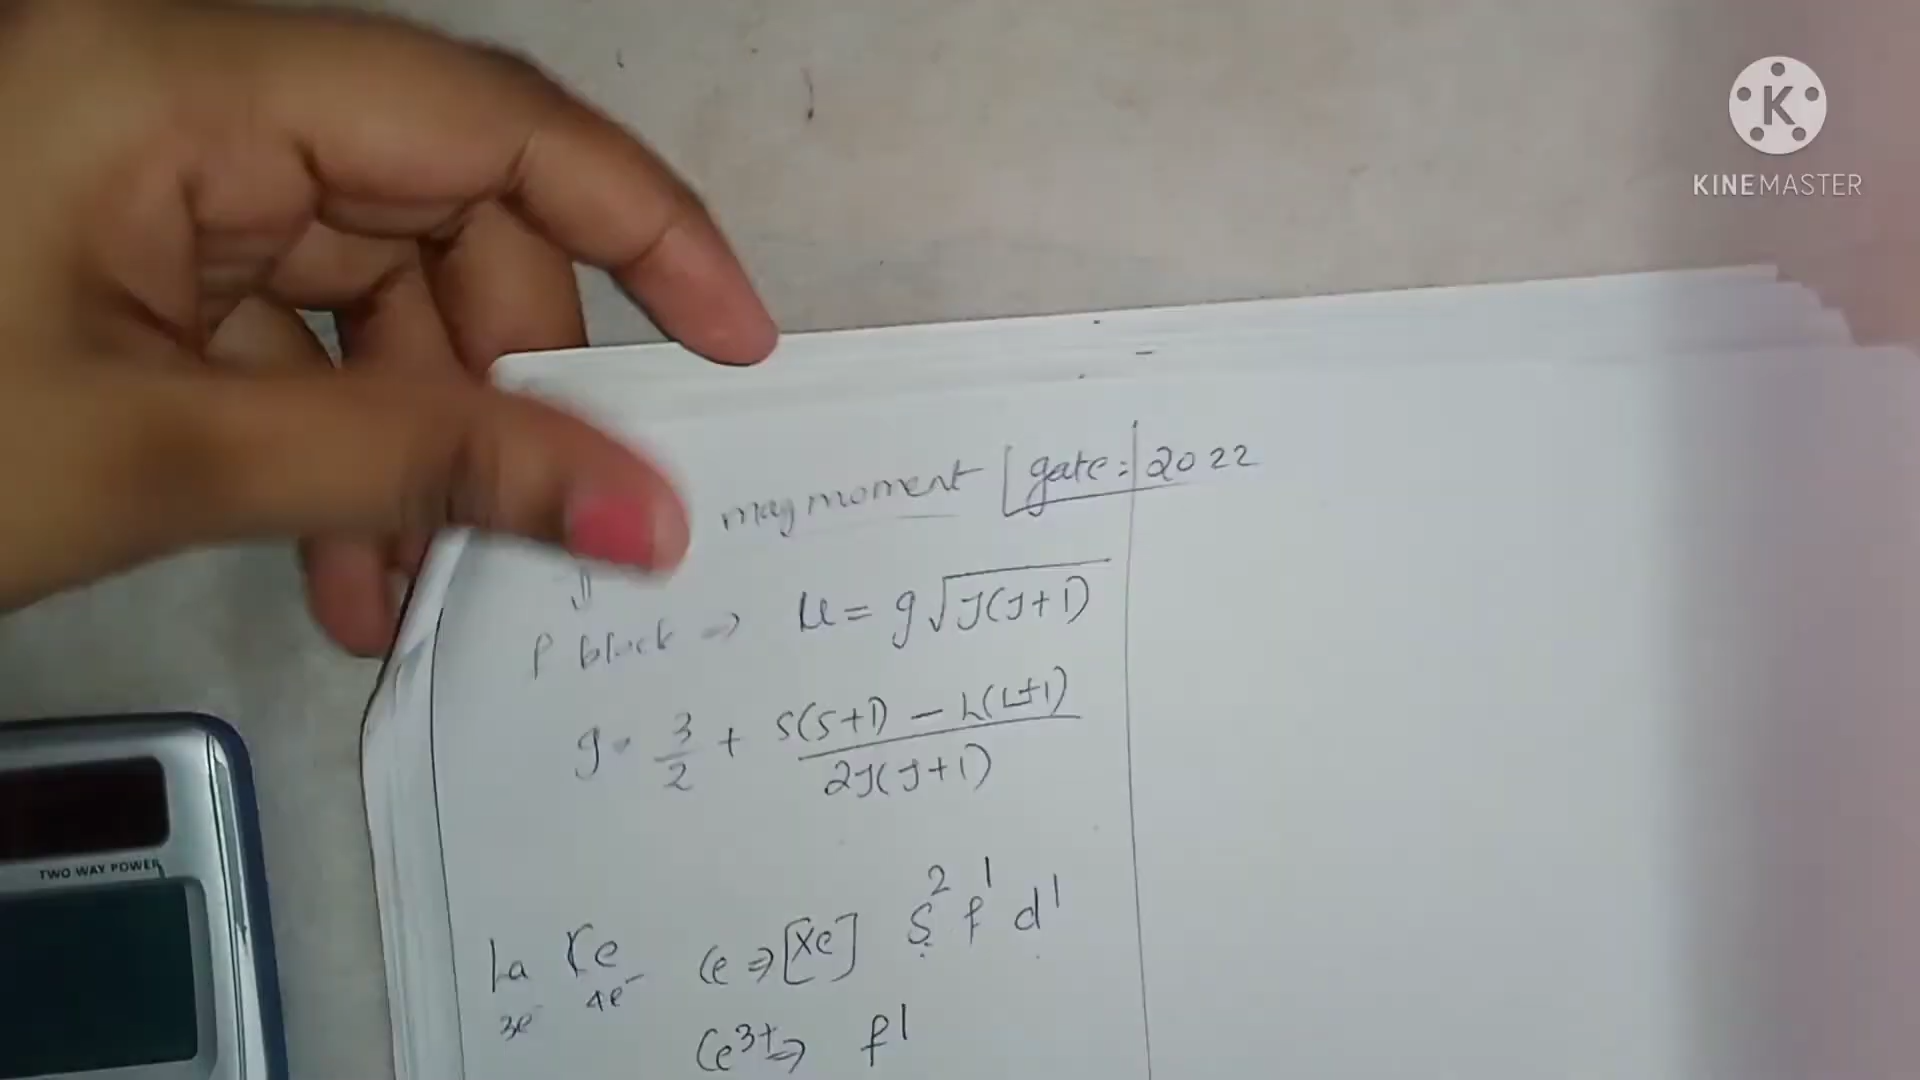 KINEMASTER
mag moment [gate: 2022
f block => μ = g√J(J+1)
g = 3/2 + S(S+1) - L(L+1) / 2J(J+1)
La Ce Ce => [Xe] s² f¹ d¹
3e⁻ 4e⁻
Ce³⁺ => f¹
TWO WAY POWER